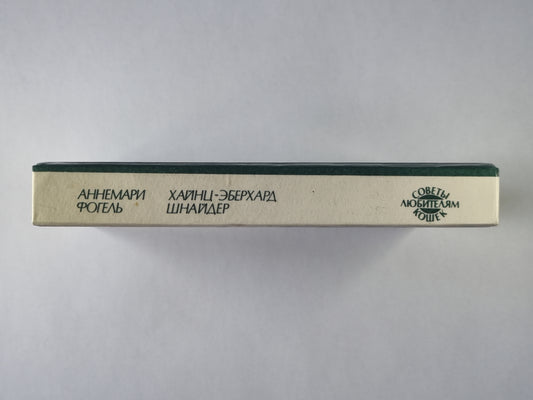 АННЕМАРИ
ФОГЕЛЬ
ХАЙНЦ-ЭБЕРХАРД
ШНАЙДЕР
СОВЕТЫ
ЛЮБИТЕЛЯМ
КОШЕК